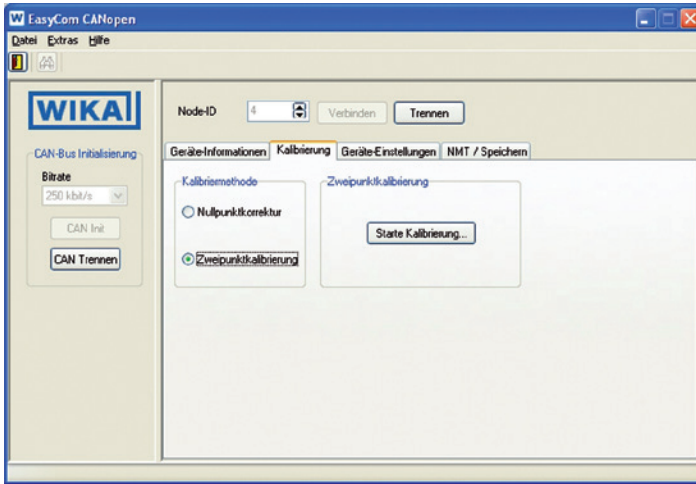 EasyCom CANopen
Datei Extras Hilfe
WIKA
Node-ID 4 Verbinden Trennen
CAN-Bus Initialisierung
Bitrate
250 kbit/s
CAN Init
CAN Trennen
Geräte-Informationen Kalibrierung Geräte-Einstellungen NMT / Speichern
Kalibriermethode
Nullpunktkorrektur
Zweipunktkalibrierung
Zweipunktkalibrierung
Starte Kalibrierung...